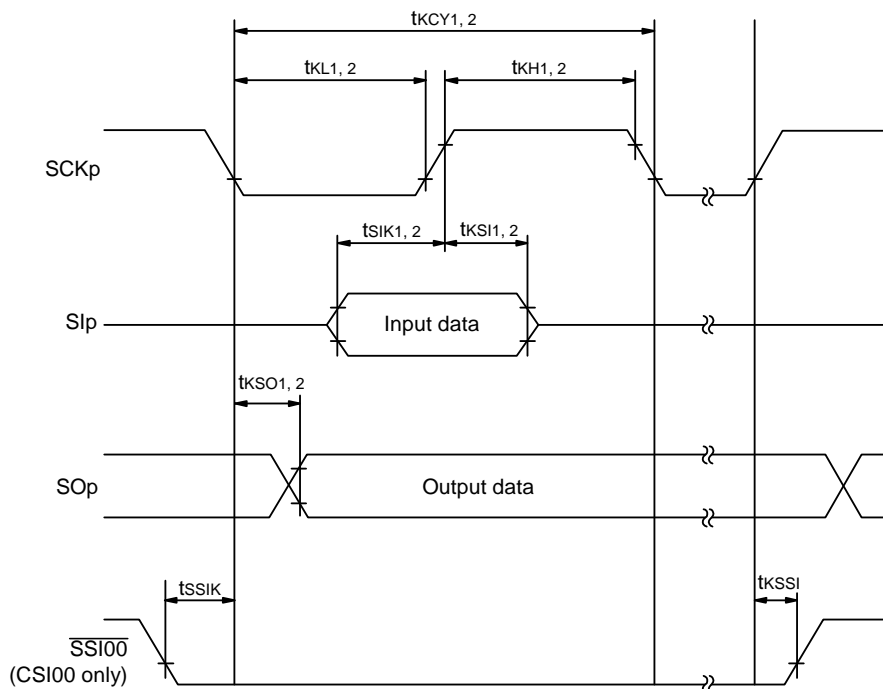 tKCY1, 2
tKL1, 2
tKH1, 2
SCKp
tSIK1, 2
tKSI1, 2
SIp
Input data
tKSO1, 2
SOp
Output data
tSSIK
tKSSI
SSI00
(CSI00 only)